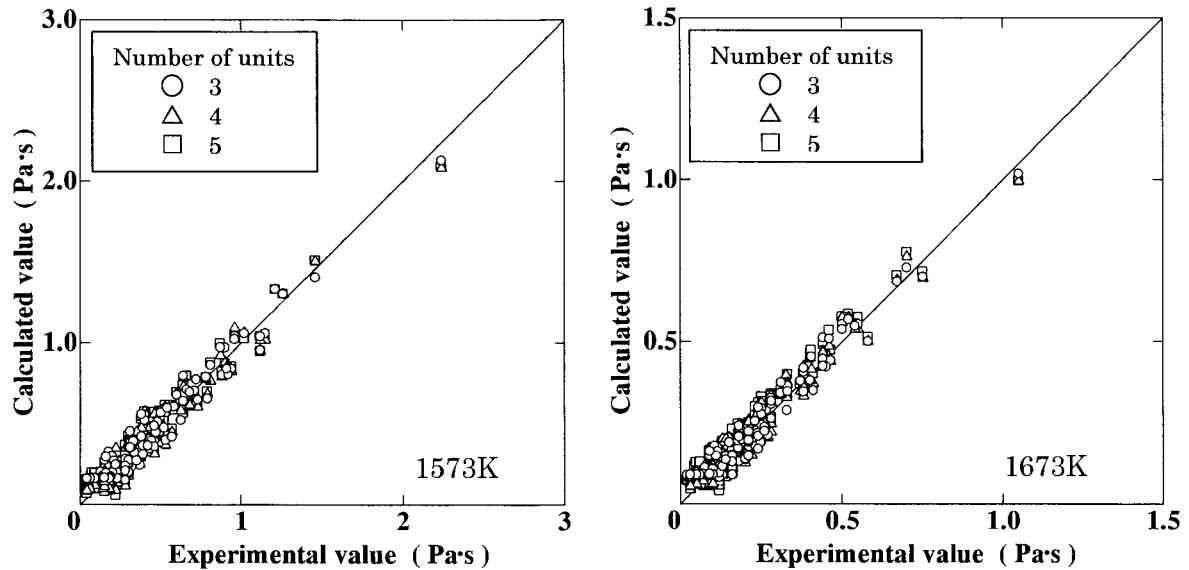 3.0
Number of units
3
4
5
2.0
1.0
Calculated value ( Pa·s )
1573K
0
1
2
3
Experimental value ( Pa·s )
1.5
Number of units
3
4
5
1.0
0.5
Calculated value ( Pa·s )
1673K
0
0.5
1.0
1.5
Experimental value ( Pa·s )